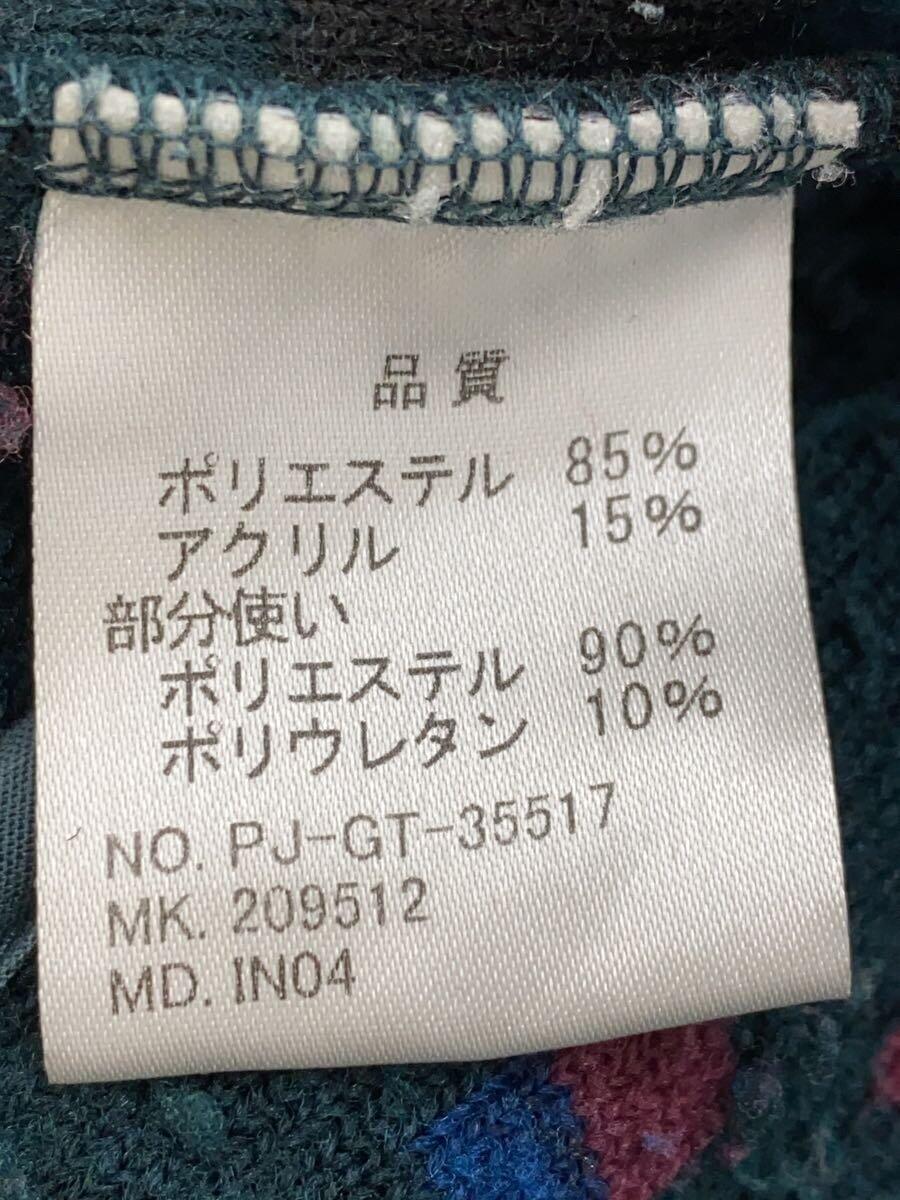 品質
ポリエステル 85%
アクリル 15%
部分使い
ポリエステル 90%
ポリウレタン 10%
NO. PJ-GT-35517
MK. 209512
MD. IN04